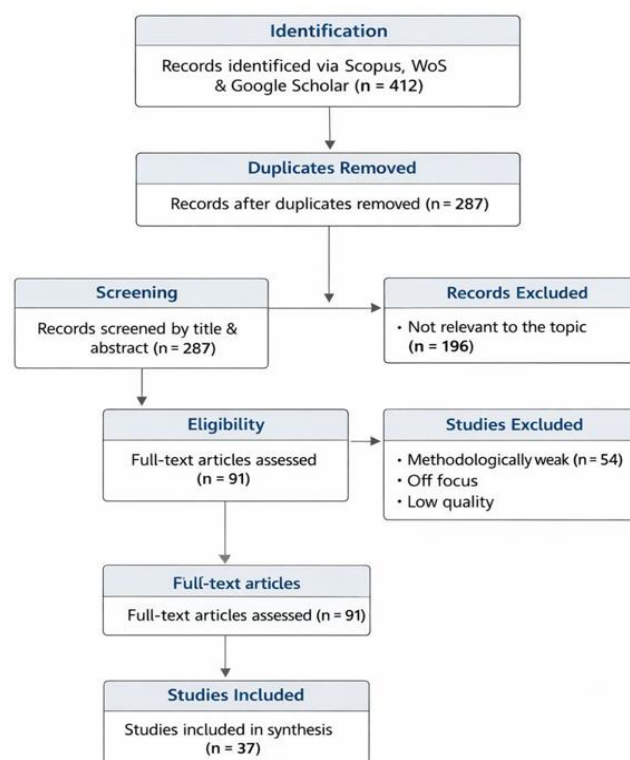 Identification
Records identificed via Scopus, WoS
& Google Scholar (n = 412)
Duplicates Removed
Records after duplicates removed (n = 287)
Screening
Records screened by title &
abstract (n = 287)
Records Excluded
• Not relevant to the topic
(n = 196)
Eligibility
Full-text articles assessed
(n = 91)
Studies Excluded
• Methodologically weak (n = 54)
• Off focus
• Low quality
Full-text articles
Full-text articles assessed (n = 91)
Studies Included
Studies included in synthesis
(n = 37)